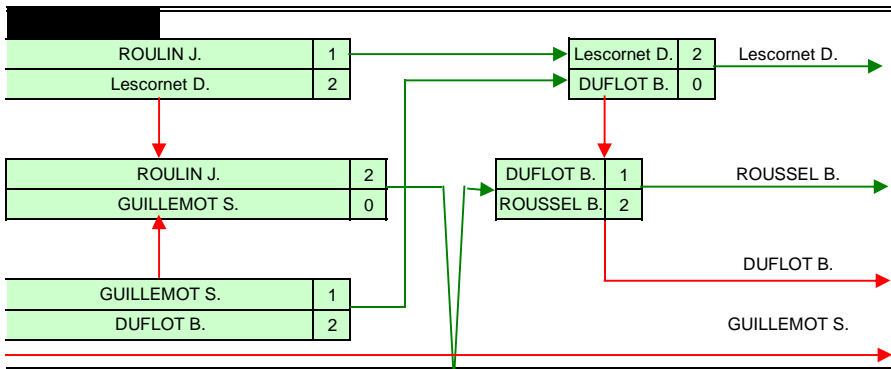 ROULIN J. 1 Lescornet D. 2 Lescornet D.
Lescornet D. 2 DUFLOT B. 0
ROULIN J. 2 DUFLOT B. 1 ROUSSEL B.
GUILLEMOT S. 0 ROUSSEL B. 2
DUFLOT B.
GUILLEMOT S. 1
DUFLOT B. 2 GUILLEMOT S.